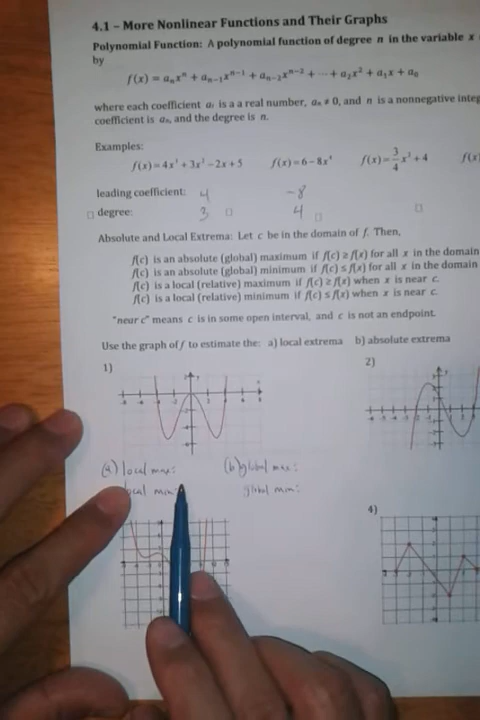 4.1 – More Nonlinear Functions and Their Graphs
Polynomial Function: A polynomial function of degree n in the variable x
by
f(x) = aₙxⁿ + aₙ₋₁xⁿ⁻¹ + aₙ₋₂xⁿ⁻² + ⋯ + a₂x² + a₁x + a₀
where each coefficient aᵢ is a a real number, aₙ ≠ 0, and n is a nonnegative
coefficient is aₙ, and the degree is n.
Examples:
f(x) = 4x³ + 3x² − 2x + 5 f(x) = 6 − 8x⁴ f(x) = 3/4 x² + 4 f(x)
leading coefficient: 4 −8
degree: 3 4
Absolute and Local Extrema: Let c be in the domain of f. Then,
f(c) is an absolute (global) maximum if f(c) ≥ f(x) for all x in the domain
f(c) is an absolute (global) minimum if f(c) ≤ f(x) for all x in the domain
f(c) is a local (relative) maximum if f(c) ≥ f(x) when x is near c.
f(c) is a local (relative) minimum if f(c) ≤ f(x) when x is near c.
"near c" means c is in some open interval, and c is not an endpoint.
Use the graph of f to estimate the: a) local extrema b) absolute extrema
1) 2)
(a) local max: (b) global max:
local min: global min:
4)